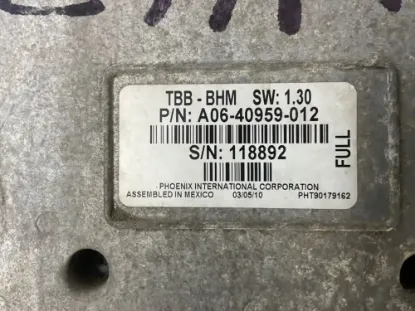 TBB - BHM SW: 1.30
P/N: A06-40959-012
S/N: 118892
FULL
PHOENIX INTERNATIONAL CORPORATION
ASSEMBLED IN MEXICO 03/05/10 PHT90179162